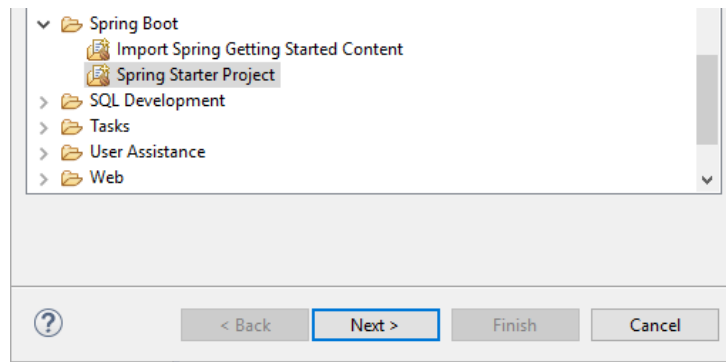 Spring Boot
Import Spring Getting Started Content
Spring Starter Project
SQL Development
Tasks
User Assistance
Web
?
< Back Next > Finish Cancel